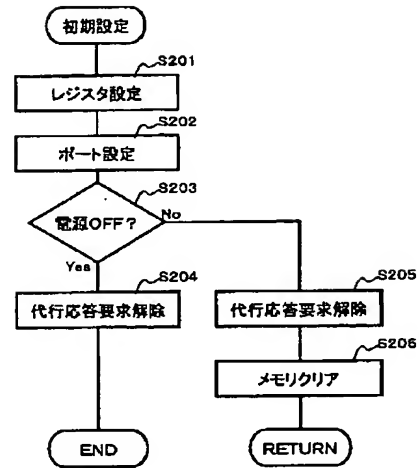 初期設定
S201
レジスタ設定
S202
ポート設定
S203
電源OFF?
No
Yes
S204
代行応答要求解除
S205
代行応答要求解除
S206
メモリクリア
END
RETURN